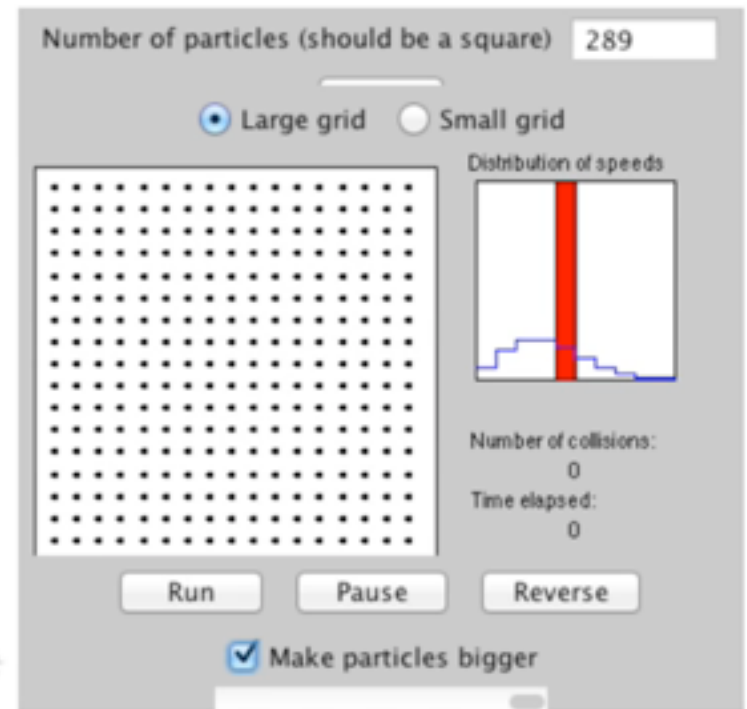 Number of particles (should be a square) 289
Large grid Small grid
Distribution of speeds
Number of collisions:
0
Time elapsed:
0
Run Pause Reverse
Make particles bigger